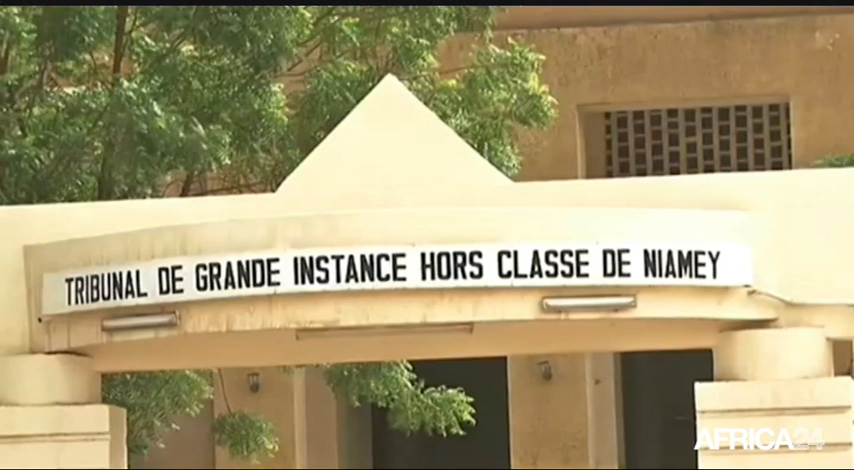 TRIBUNAL DE GRANDE INSTANCE HORS CLASSE DE NIAMEY
AFRICA24